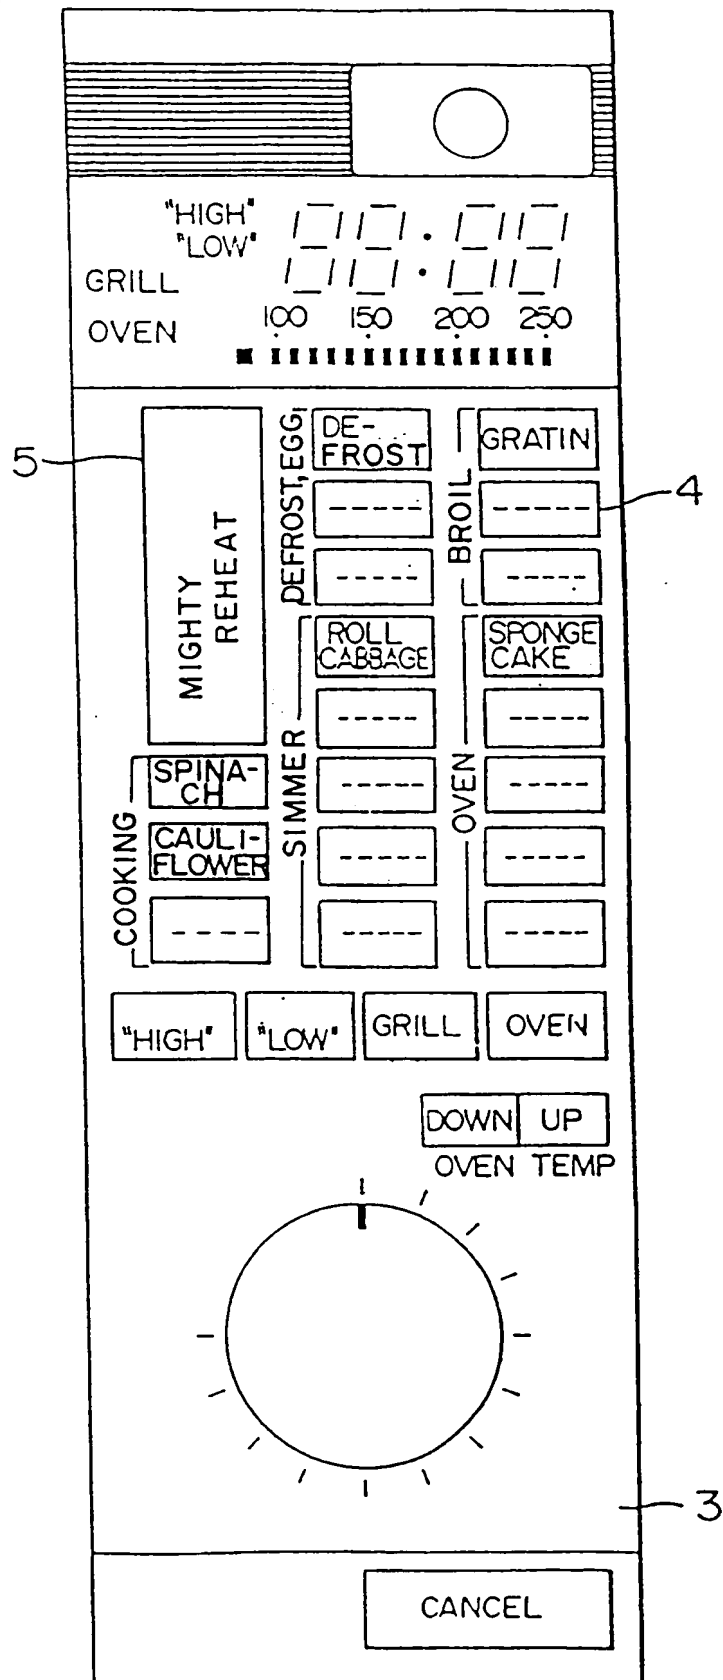 "HIGH"
"LOW"
88:88
GRILL
OVEN
100 150 200 250
5
MIGHTY
REHEAT
DEFROST, EGG
DE-
FROST
-----
-----
BROIL
GRATIN
-----
-----
4
COOKING
SPINA-
CH
CAULI-
FLOWER
-----
SIMMER
ROLL
CABBAGE
-----
-----
-----
-----
OVEN
SPONGE
CAKE
-----
-----
-----
-----
"HIGH" "LOW" GRILL OVEN
DOWN UP
OVEN TEMP
3
CANCEL